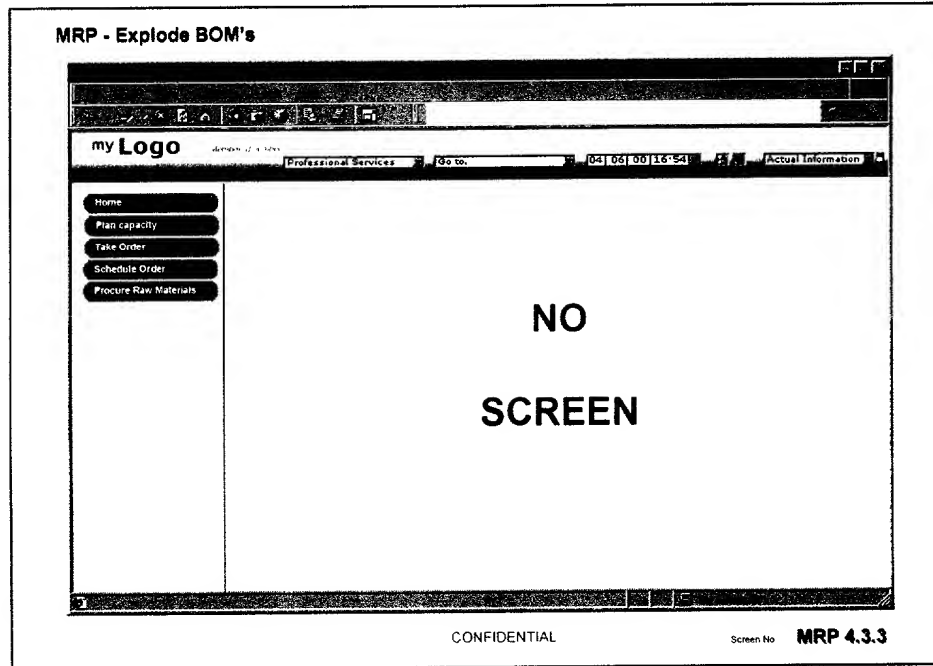 MRP - Explode BOM's
my Logo
Professional Services Go to. 04| 06| 00 |16:54 Actual Information
Home
Plan capacity
Take Order
Schedule Order
Procure Raw Materials
NO
SCREEN
CONFIDENTIAL Screen No MRP 4.3.3